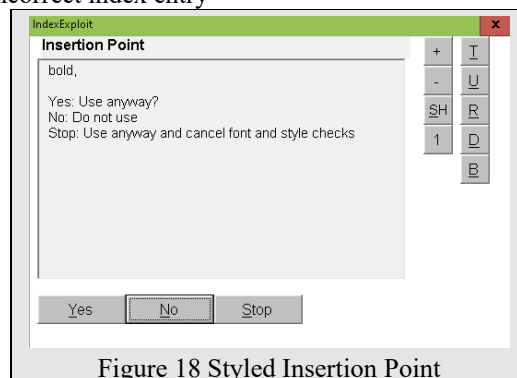 incorrect index entry
IndexExploit
x
Insertion Point
bold,
Yes: Use anyway?
No: Do not use
Stop: Use anyway and cancel font and style checks
+
T
-
U
SH
R
1
D
B
Yes
No
Stop
Figure 18 Styled Insertion Point